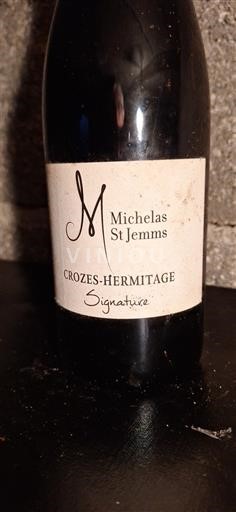 M
Michelas
St Jemms
CROZES-HERMITAGE
Signature